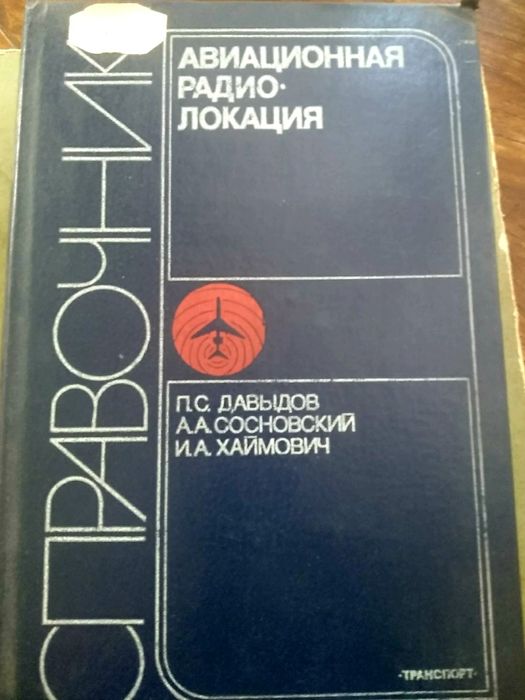 СПРАВОЧНИК
АВИАЦИОННАЯ
РАДИО-
ЛОКАЦИЯ
П.С. ДАВЫДОВ
А.А. СОСНОВСКИЙ
И.А. ХАЙМОВИЧ
·ТРАНСПОРТ·